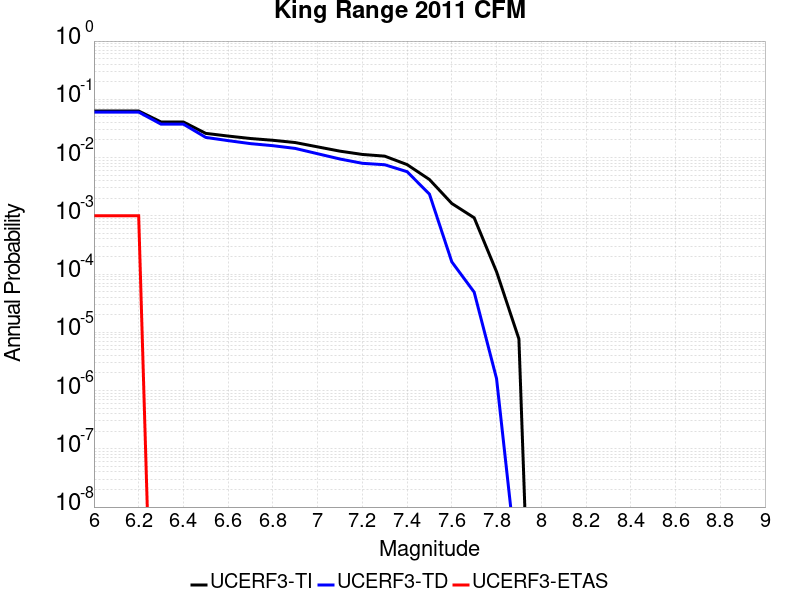 King Range 2011 CFM
10^0
10^-1
10^-2
10^-3
10^-4
10^-5
10^-6
10^-7
10^-8
Annual Probability
6 6.2 6.4 6.6 6.8 7 7.2 7.4 7.6 7.8 8 8.2 8.4 8.6 8.8 9
Magnitude
UCERF3-TI UCERF3-TD UCERF3-ETAS